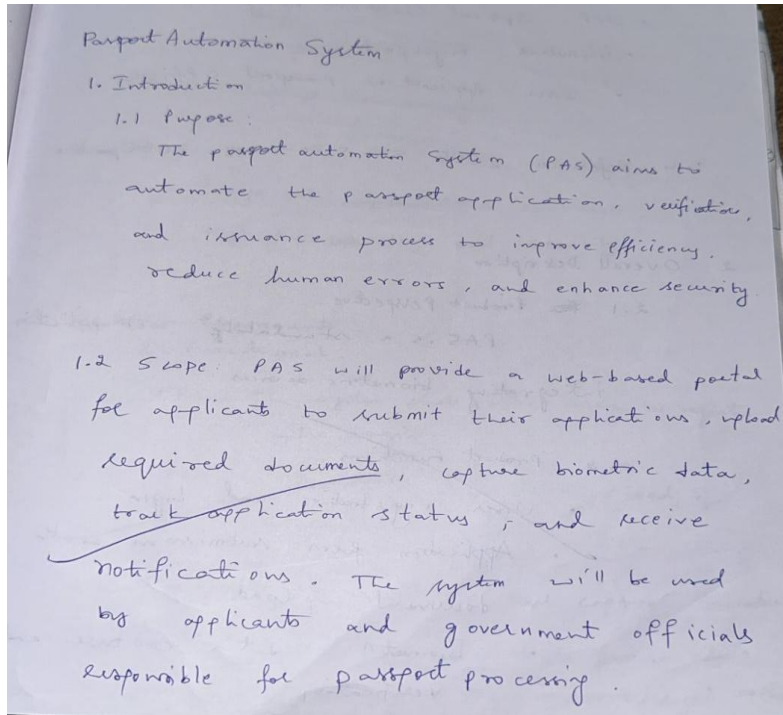 Passport Automation System
1. Introduction
1.1 Purpose :
The passport automation system (PAS) aims to
automate the passport application, verification,
and issuance process to improve efficiency.
reduce human errors, and enhance security.
1.2 Scope: PAS will provide a web-based portal
for applicants to submit their applications, upload
required documents, capture biometric data,
track application status, and receive
notifications. The system will be used
by applicants and government officials
responsible for passport processing.